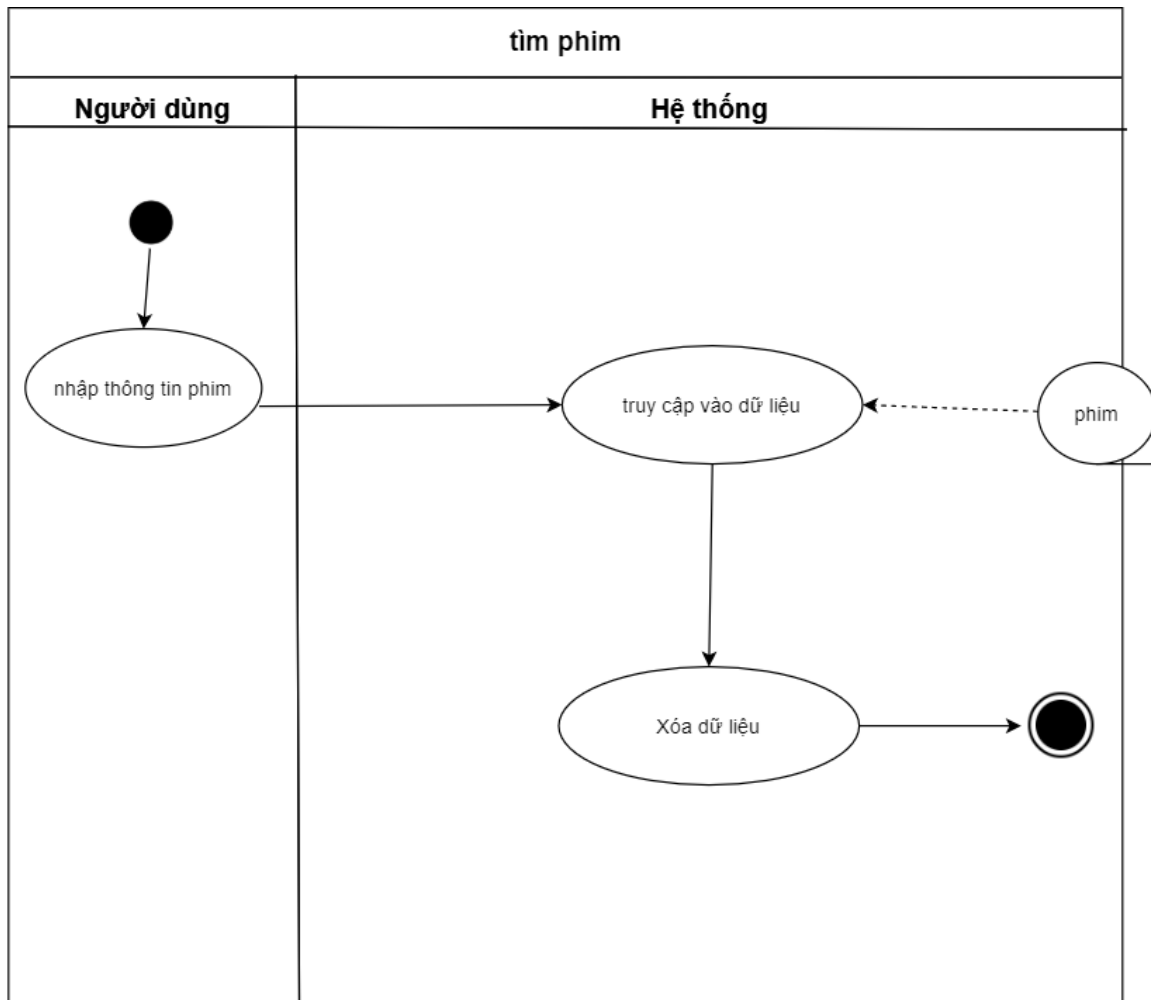 tìm phim
Người dùng
Hệ thống
nhập thông tin phim
truy cập vào dữ liệu
phim
Xóa dữ liệu